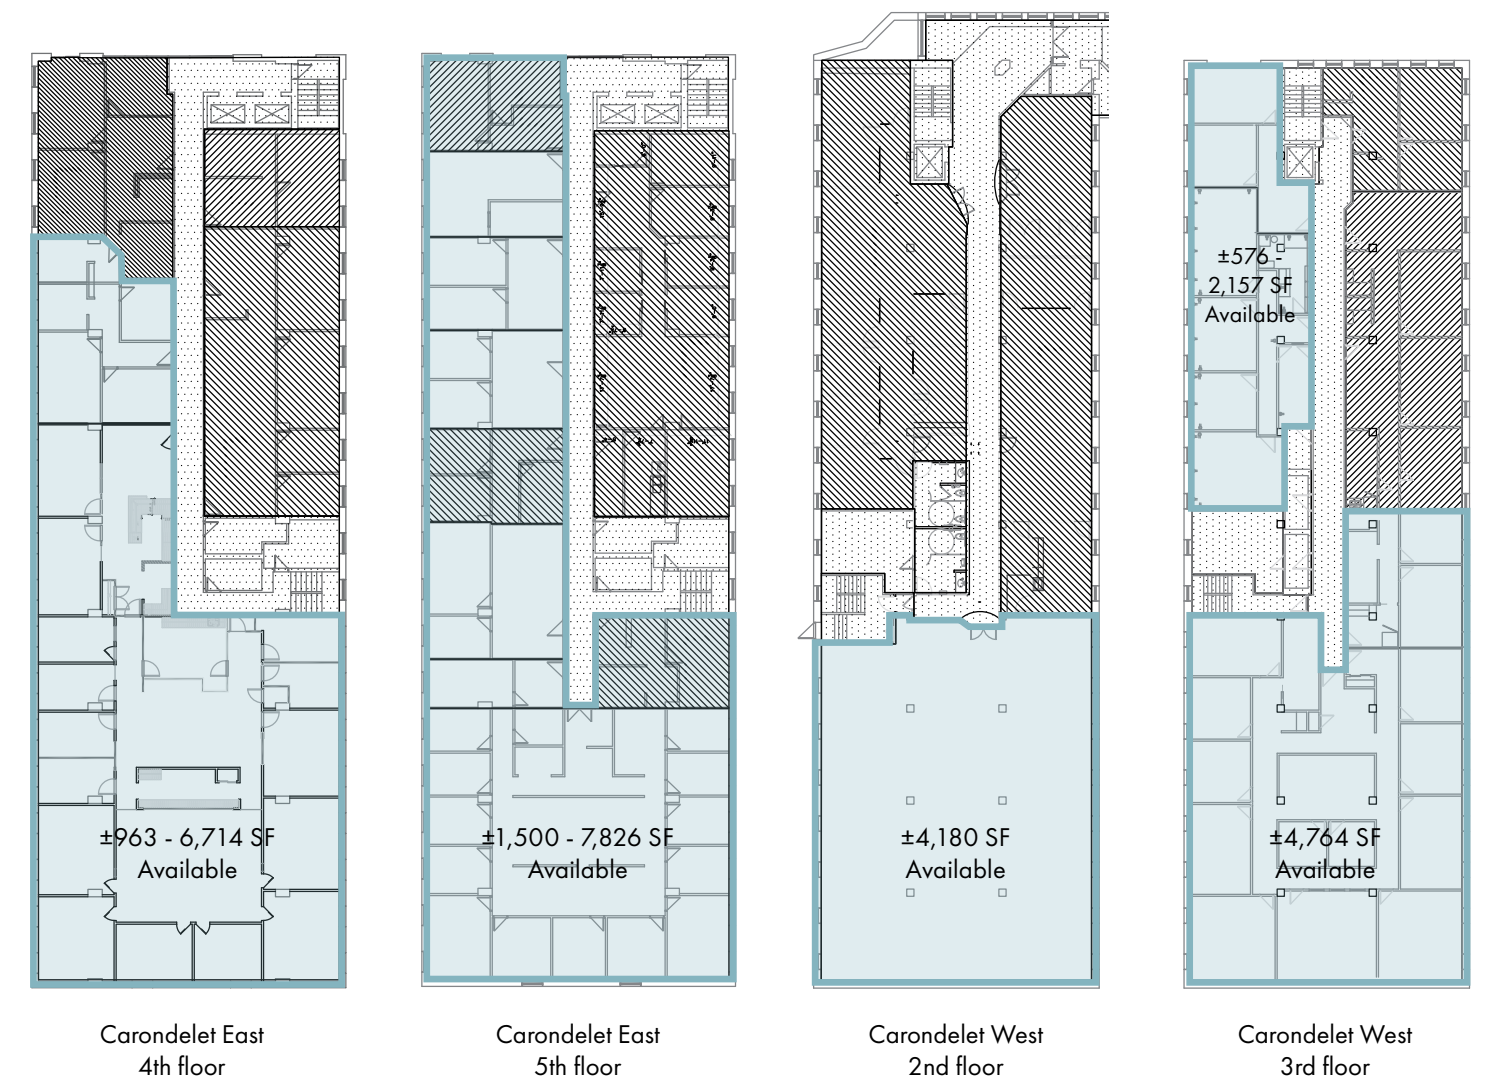 ±963 - 6,714 SF
Available
Carondelet East
4th floor
±1,500 - 7,826 SF
Available
Carondelet East
5th floor
±4,180 SF
Available
Carondelet West
2nd floor
±576 -
2,157 SF
Available
±4,764 SF
Available
Carondelet West
3rd floor